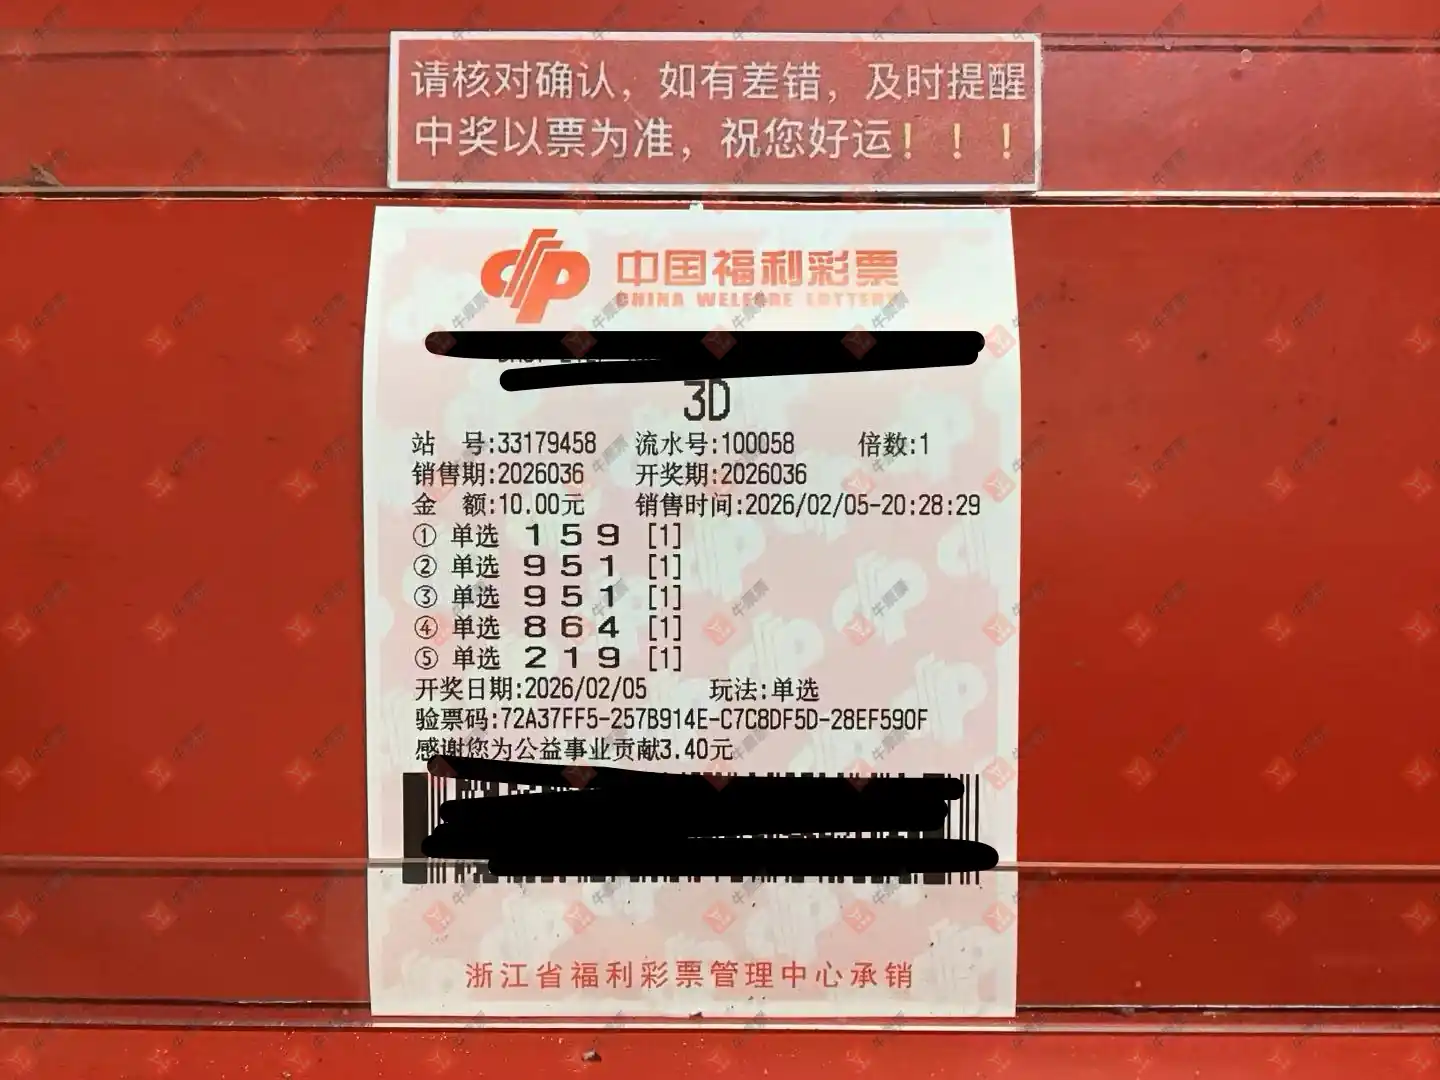 请核对确认，如有差错，及时提醒
中奖以票为准，祝您好运！！！
中国福利彩票
CHINA WELFARE LOTTERY
3D
站 号:33179458 流水号:100058 倍数:1
销售期:2026036 开奖期:2026036
金 额:10.00元 销售时间:2026/02/05-20:28:29
① 单选 1 5 9 [1]
② 单选 9 5 1 [1]
③ 单选 9 5 1 [1]
④ 单选 8 6 4 [1]
⑤ 单选 2 1 9 [1]
开奖日期:2026/02/05 玩法:单选
验票码:72A37FF5-257B914E-C7C8DF5D-28EF590F
感谢您为公益事业贡献3.40元
浙江省福利彩票管理中心承销